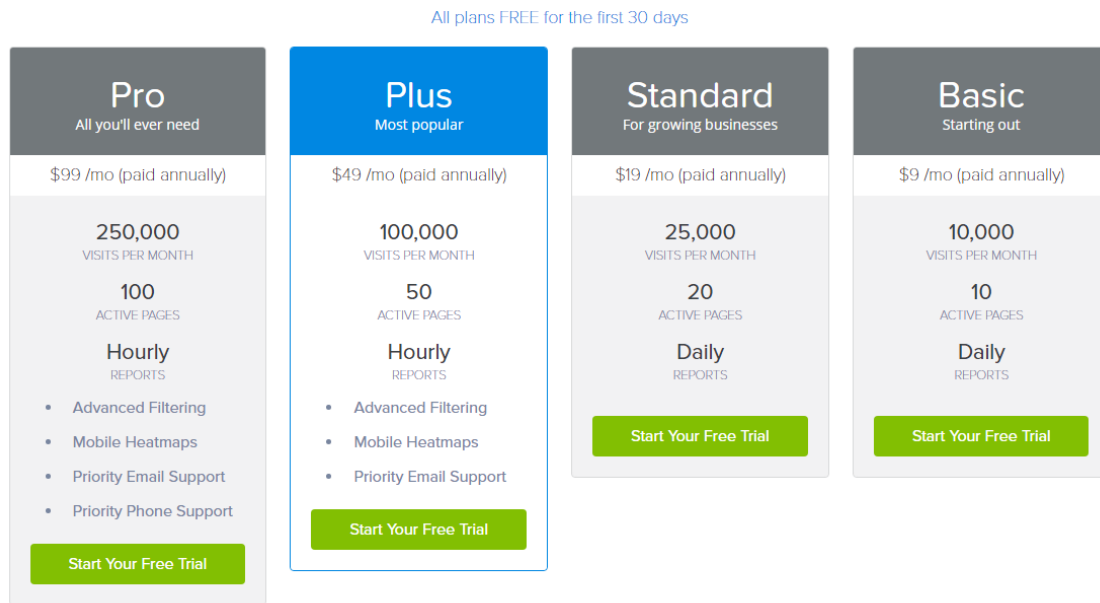 All plans FREE for the first 30 days
Pro
All you'll ever need
$99 /mo (paid annually)
250,000
VISITS PER MONTH
100
ACTIVE PAGES
Hourly
REPORTS
• Advanced Filtering
• Mobile Heatmaps
• Priority Email Support
• Priority Phone Support
Start Your Free Trial
Plus
Most popular
$49 /mo (paid annually)
100,000
VISITS PER MONTH
50
ACTIVE PAGES
Hourly
REPORTS
• Advanced Filtering
• Mobile Heatmaps
• Priority Email Support
Start Your Free Trial
Standard
For growing businesses
$19 /mo (paid annually)
25,000
VISITS PER MONTH
20
ACTIVE PAGES
Daily
REPORTS
Start Your Free Trial
Basic
Starting out
$9 /mo (paid annually)
10,000
VISITS PER MONTH
10
ACTIVE PAGES
Daily
REPORTS
Start Your Free Trial